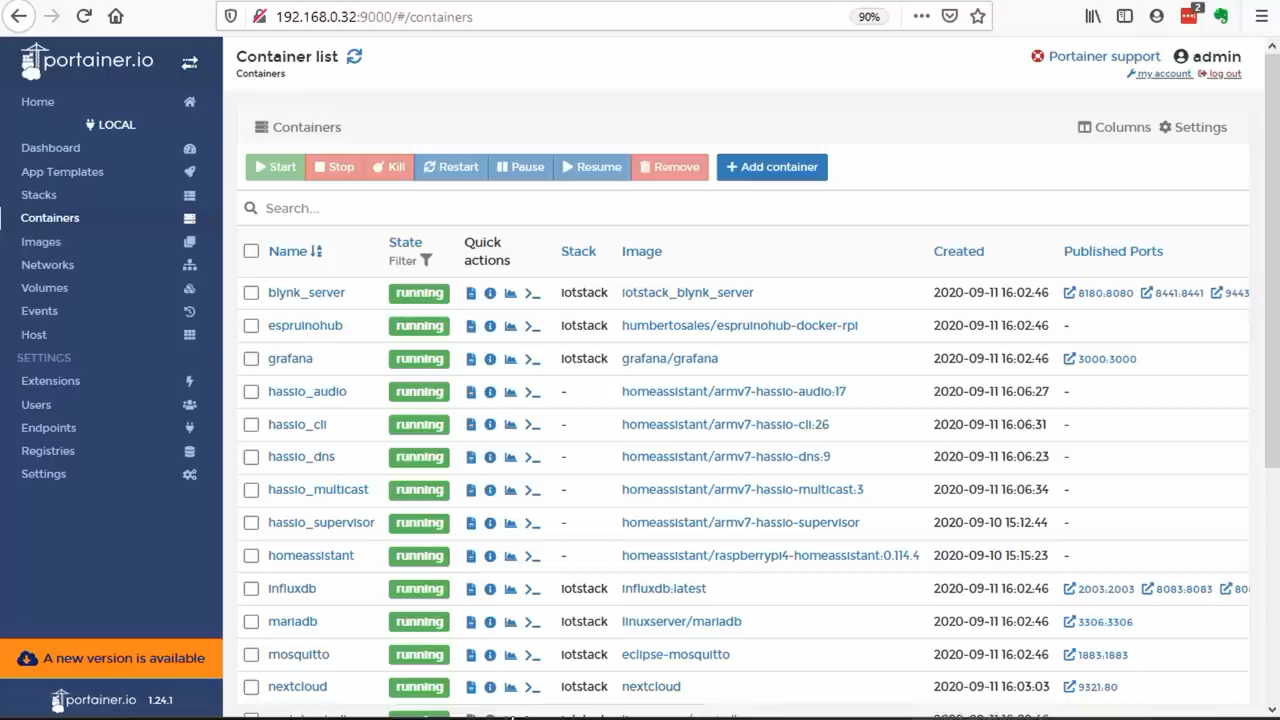 192.168.0.32:9000/#/containers
90%
2
portainer.io
Home
LOCAL
Dashboard
App Templates
Stacks
Containers
Images
Networks
Volumes
Events
Host
SETTINGS
Extensions
Users
Endpoints
Registries
Settings
A new version is available
portainer.io 1.24.1
Container list
Containers
Portainer support admin
my account log out
Containers Columns Settings
Start Stop Kill Restart Pause Resume Remove Add container
Search...
Name State Filter Quick actions Stack Image Created Published Ports
blynk_server running iotstack iotstack_blynk_server 2020-09-11 16:02:46 8180:8080 8441:8441 9443
espruinohub running iotstack humbertosales/espruinohub-docker-rpi 2020-09-11 16:02:46 -
grafana running iotstack grafana/grafana 2020-09-11 16:02:46 3000:3000
hassio_audio running - homeassistant/armv7-hassio-audio:17 2020-09-11 16:06:27 -
hassio_cli running - homeassistant/armv7-hassio-cli:26 2020-09-11 16:06:31 -
hassio_dns running - homeassistant/armv7-hassio-dns:9 2020-09-11 16:06:23 -
hassio_multicast running - homeassistant/armv7-hassio-multicast:3 2020-09-11 16:06:34 -
hassio_supervisor running - homeassistant/armv7-hassio-supervisor 2020-09-10 15:12:44 -
homeassistant running - homeassistant/raspberrypi4-homeassistant:0.114.4 2020-09-10 15:15:23 -
influxdb running iotstack influxdb:latest 2020-09-11 16:02:46 2003:2003 8083:8083 80
mariadb running iotstack linuxserver/mariadb 2020-09-11 16:02:46 3306:3306
mosquitto running iotstack eclipse-mosquitto 2020-09-11 16:02:46 1883:1883
nextcloud running iotstack nextcloud 2020-09-11 16:03:03 9321:80